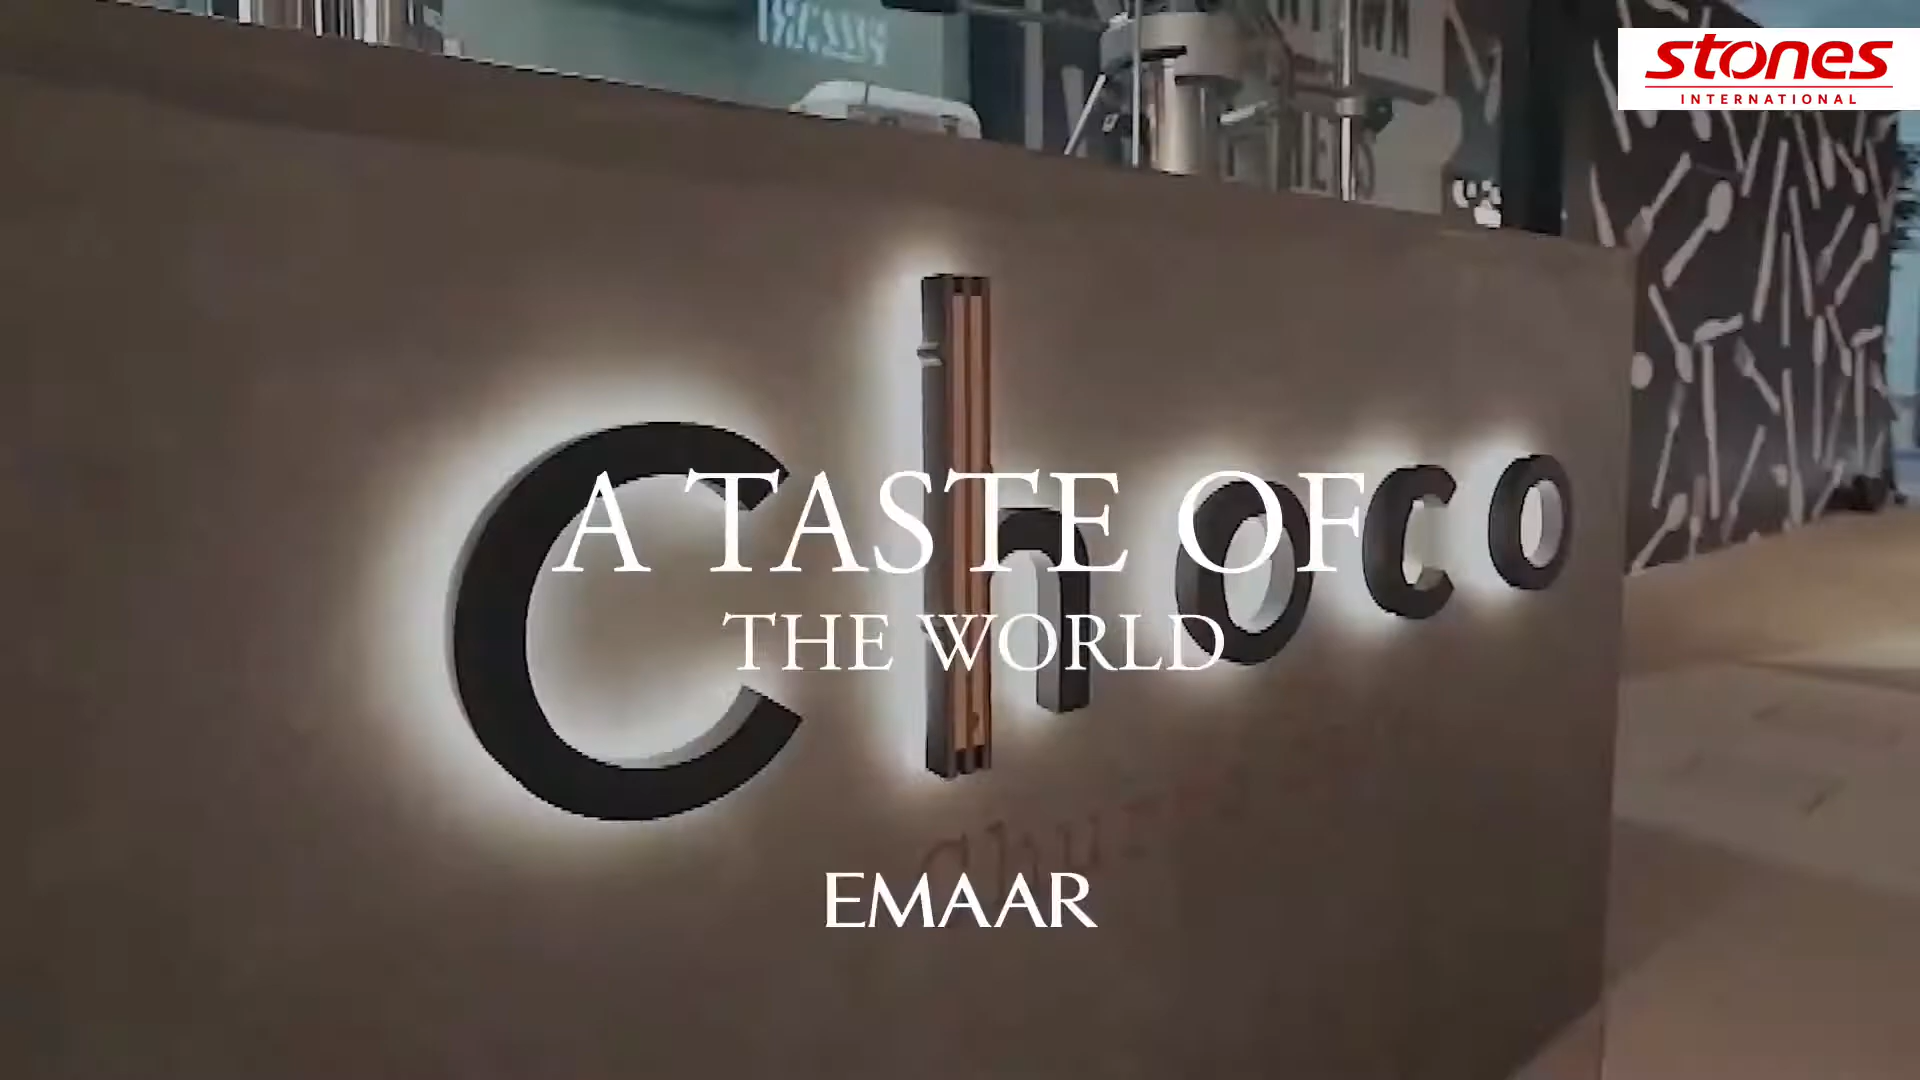 stones
INTERNATIONAL
Choco
A TASTE OF
THE WORLD
EMAAR